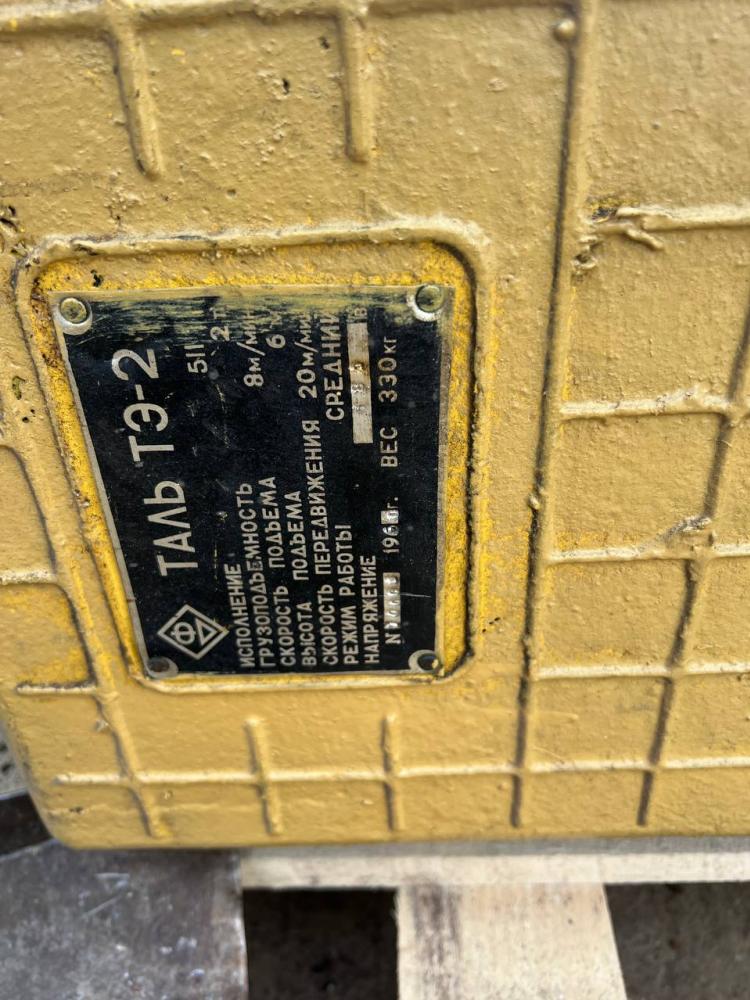 ТАЛЬ ТЭ-2
ИСПОЛНЕНИЕ 511
ГРУЗОПОДЪЕМНОСТЬ 2
СКОРОСТЬ ПОДЪЕМА 8м/мин
ВЫСОТА ПОДЪЕМА 6
СКОРОСТЬ ПЕРЕДВИЖЕНИЯ 20м/мин
РЕЖИМ РАБОТЫ СРЕДНИЙ
НАПРЯЖЕНИЕ В
ВЕС 330кг